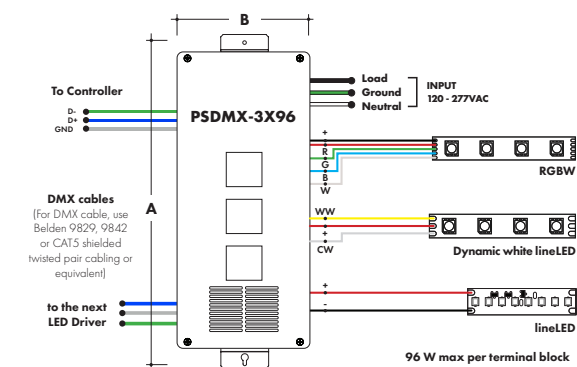 B
To Controller
D-
D+
GND
PSDMX-3X96
Load
Ground
Neutral
INPUT
120 - 277VAC
+
R
G
B
W
RGBW
DMX cables
(For DMX cable, use
Belden 9829, 9842
or CAT5 shielded
twisted pair cabling or
equivalent)
A
WW
+
CW
Dynamic white lineLED
to the next
LED Driver
+
-
lineLED
96 W max per terminal block